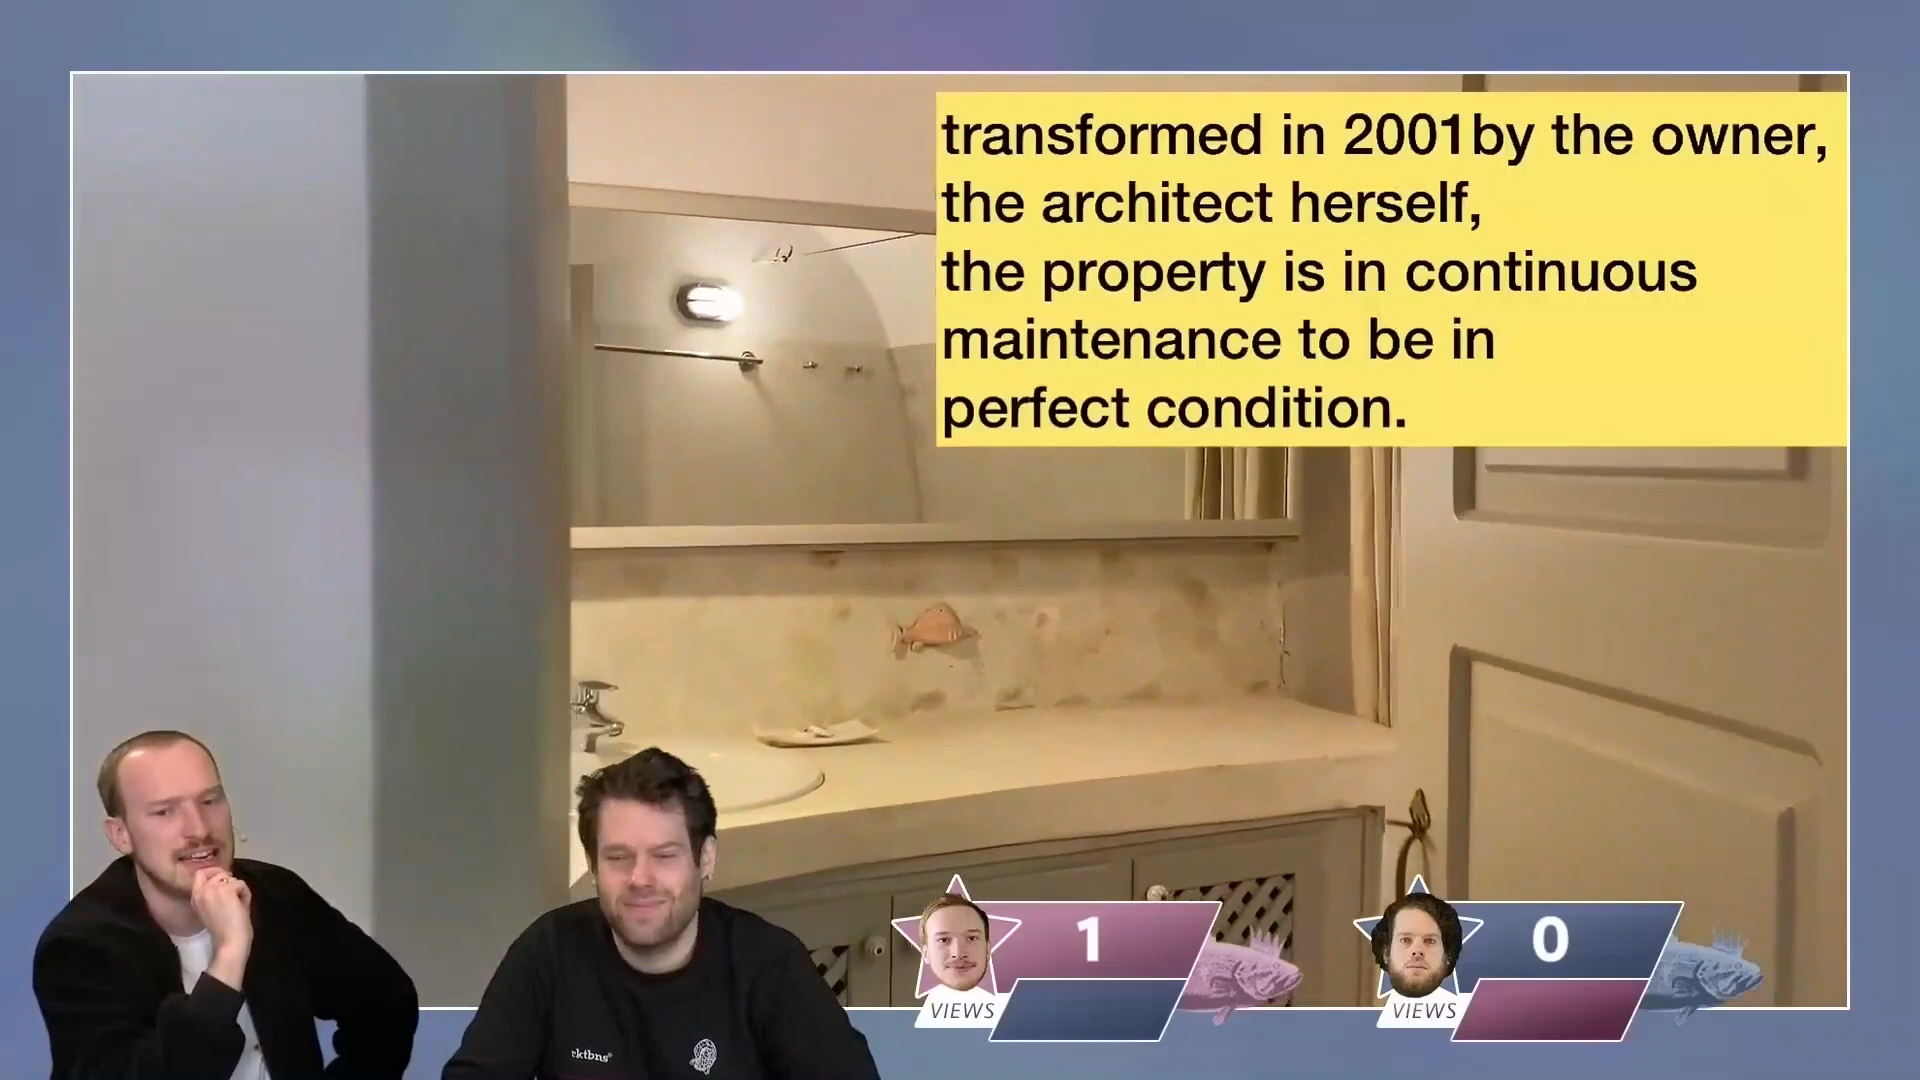 transformed in 2001by the owner,
the architect herself,
the property is in continuous
maintenance to be in
perfect condition.
1
0
VIEWS
VIEWS
rktbns®